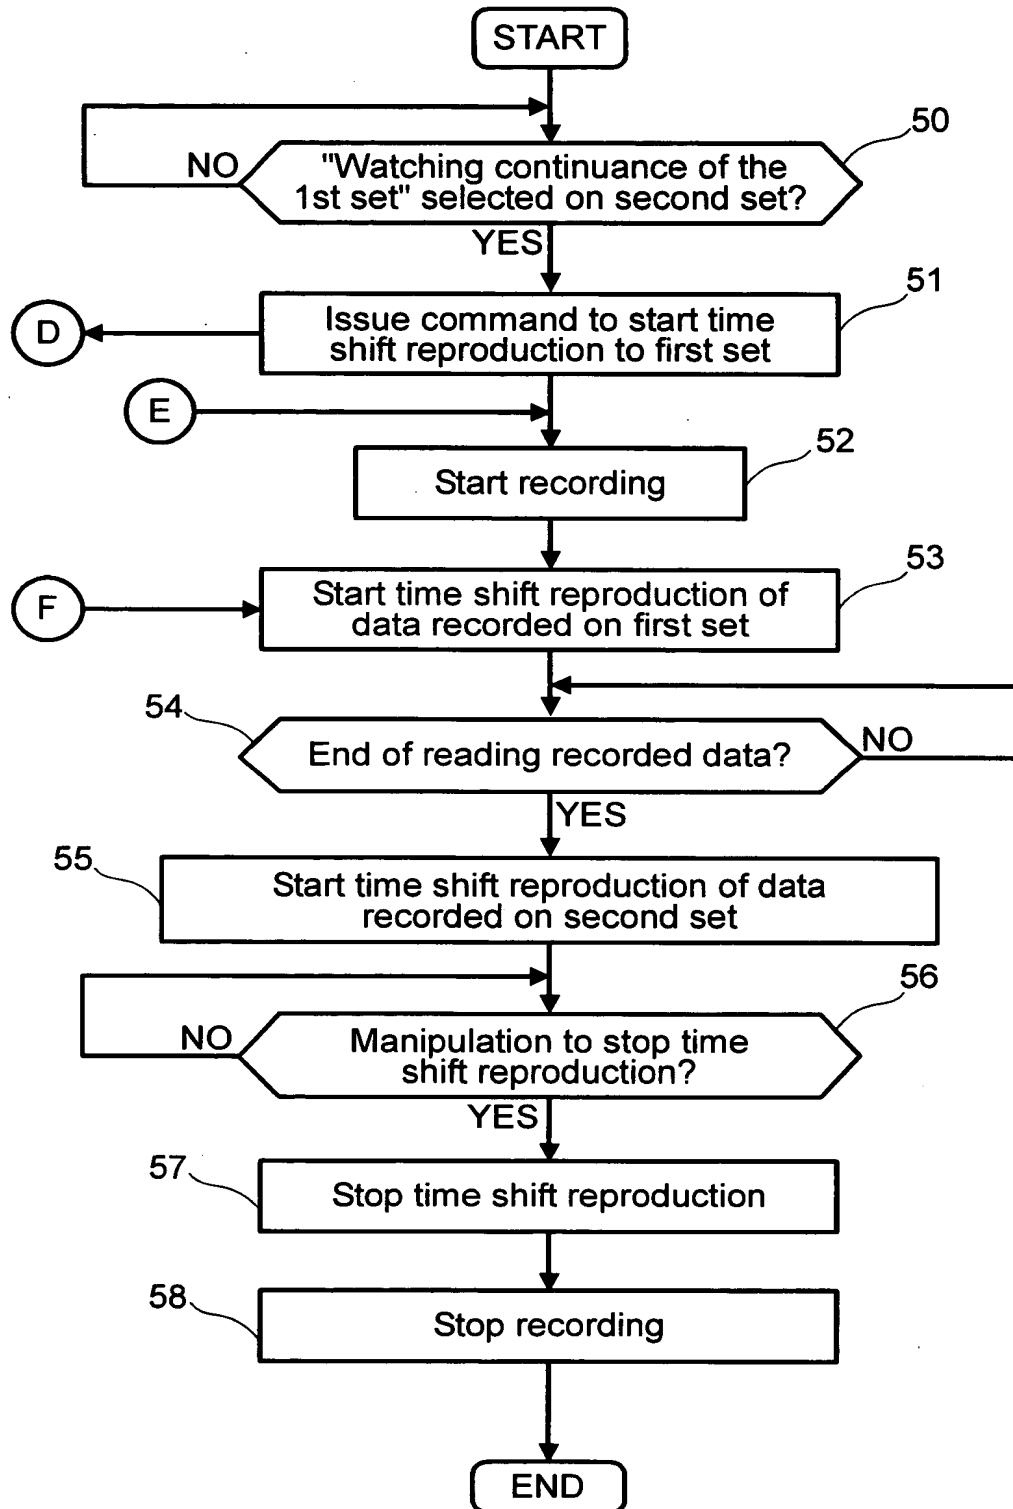 START
50
"Watching continuance of the
1st set" selected on second set?
NO
YES
51
Issue command to start time
shift reproduction to first set
D
E
52
Start recording
53
Start time shift reproduction of
data recorded on first set
F
54
End of reading recorded data?
NO
YES
55
Start time shift reproduction of data
recorded on second set
56
Manipulation to stop time
shift reproduction?
NO
YES
57
Stop time shift reproduction
58
Stop recording
END